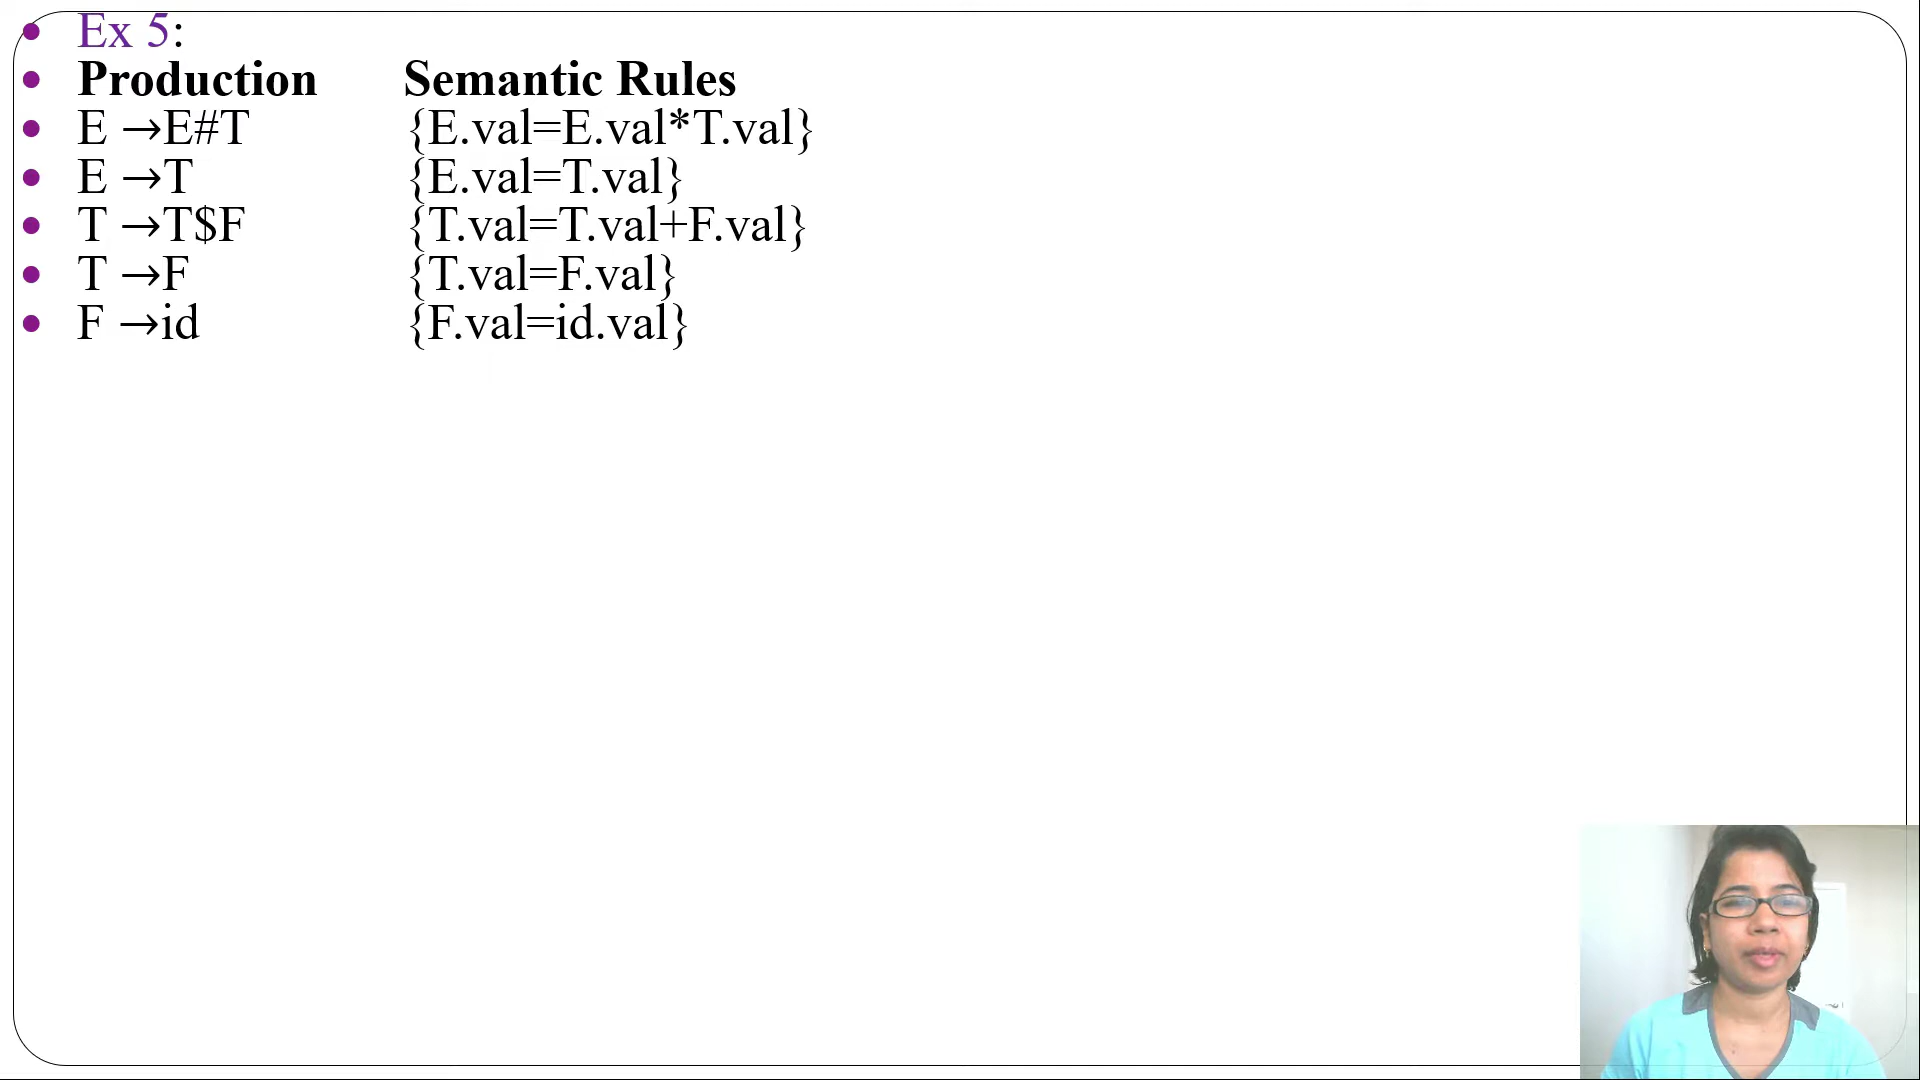 Ex 5:
Production Semantic Rules
E →E#T {E.val=E.val*T.val}
E →T {E.val=T.val}
T →T$F {T.val=T.val+F.val}
T →F {T.val=F.val}
F →id {F.val=id.val}